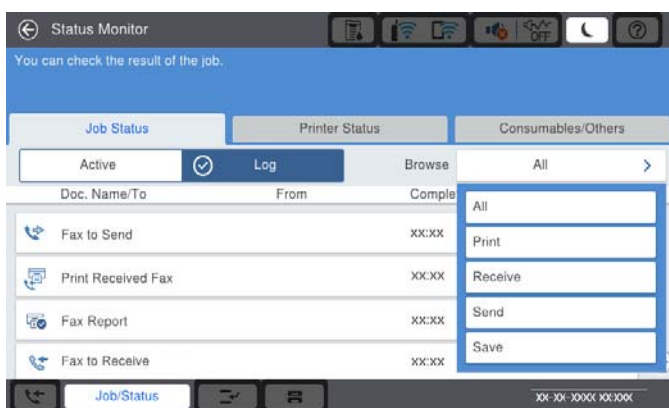 Status Monitor
OFF
You can check the result of the job.
Job Status Printer Status Consumables/Others
Active Log Browse All
Doc. Name/To From Comple
All
Fax to Send XX:XX
Print
Print Received Fax XX:XX
Receive
Fax Report XX:XX
Send
Fax to Receive XX:XX
Save
Job/Status XX-XX-XXXX XX:XXX